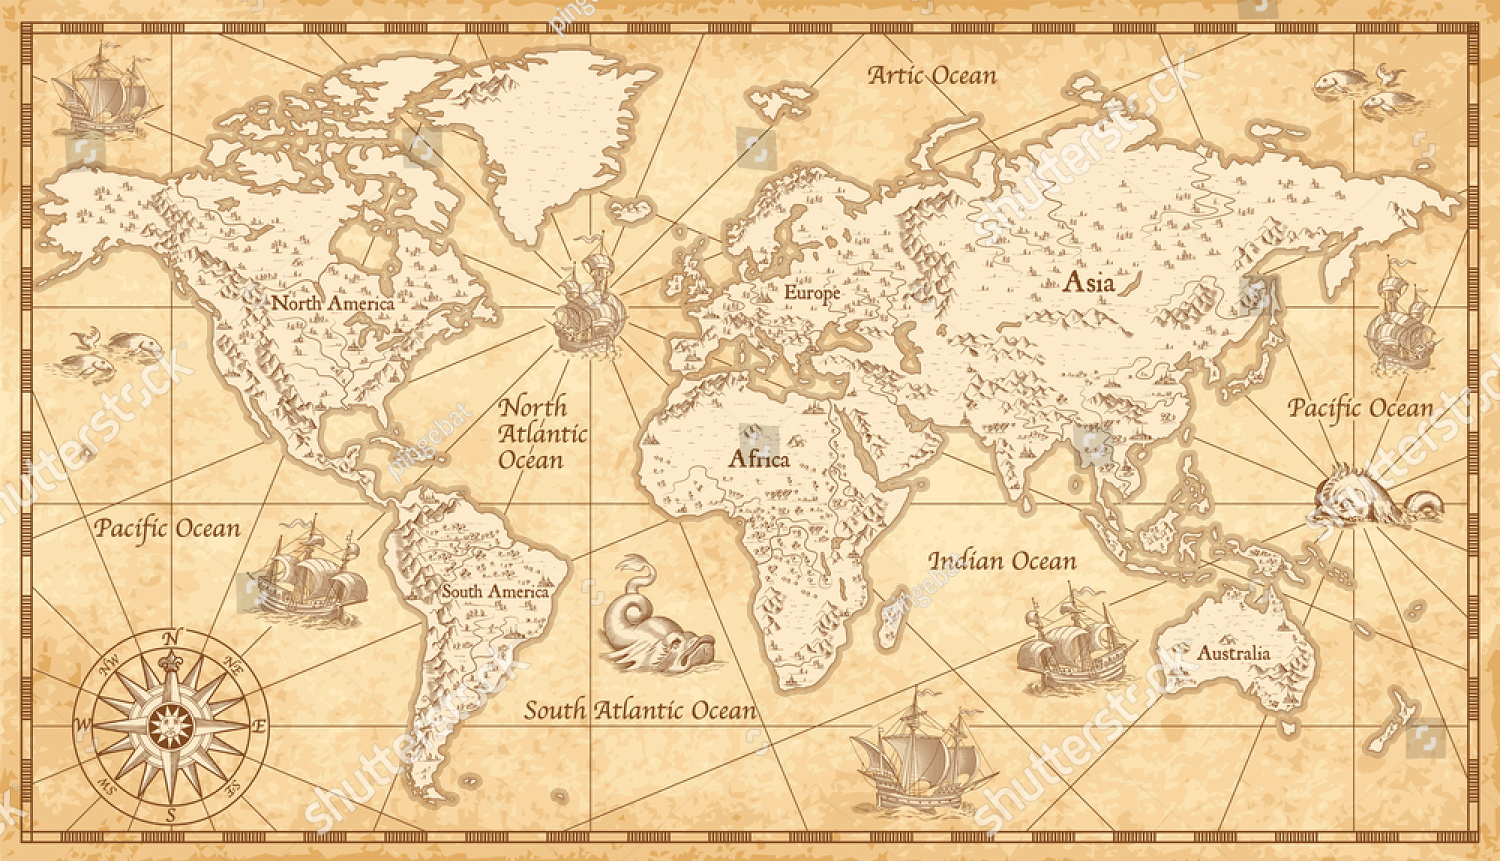 pingebat
Artic Ocean
shutterstock
North America
Europe
Asia
shutterstock
North
Atlantic
Ocean
pingebat
Pacific Ocean
shutterstock
Africa
Pacific Ocean
Indian Ocean
pingebat
South America
N
NW
NE
W
E
SW
SE
S
Australia
South Atlantic Ocean
shutterstock
shutterstock